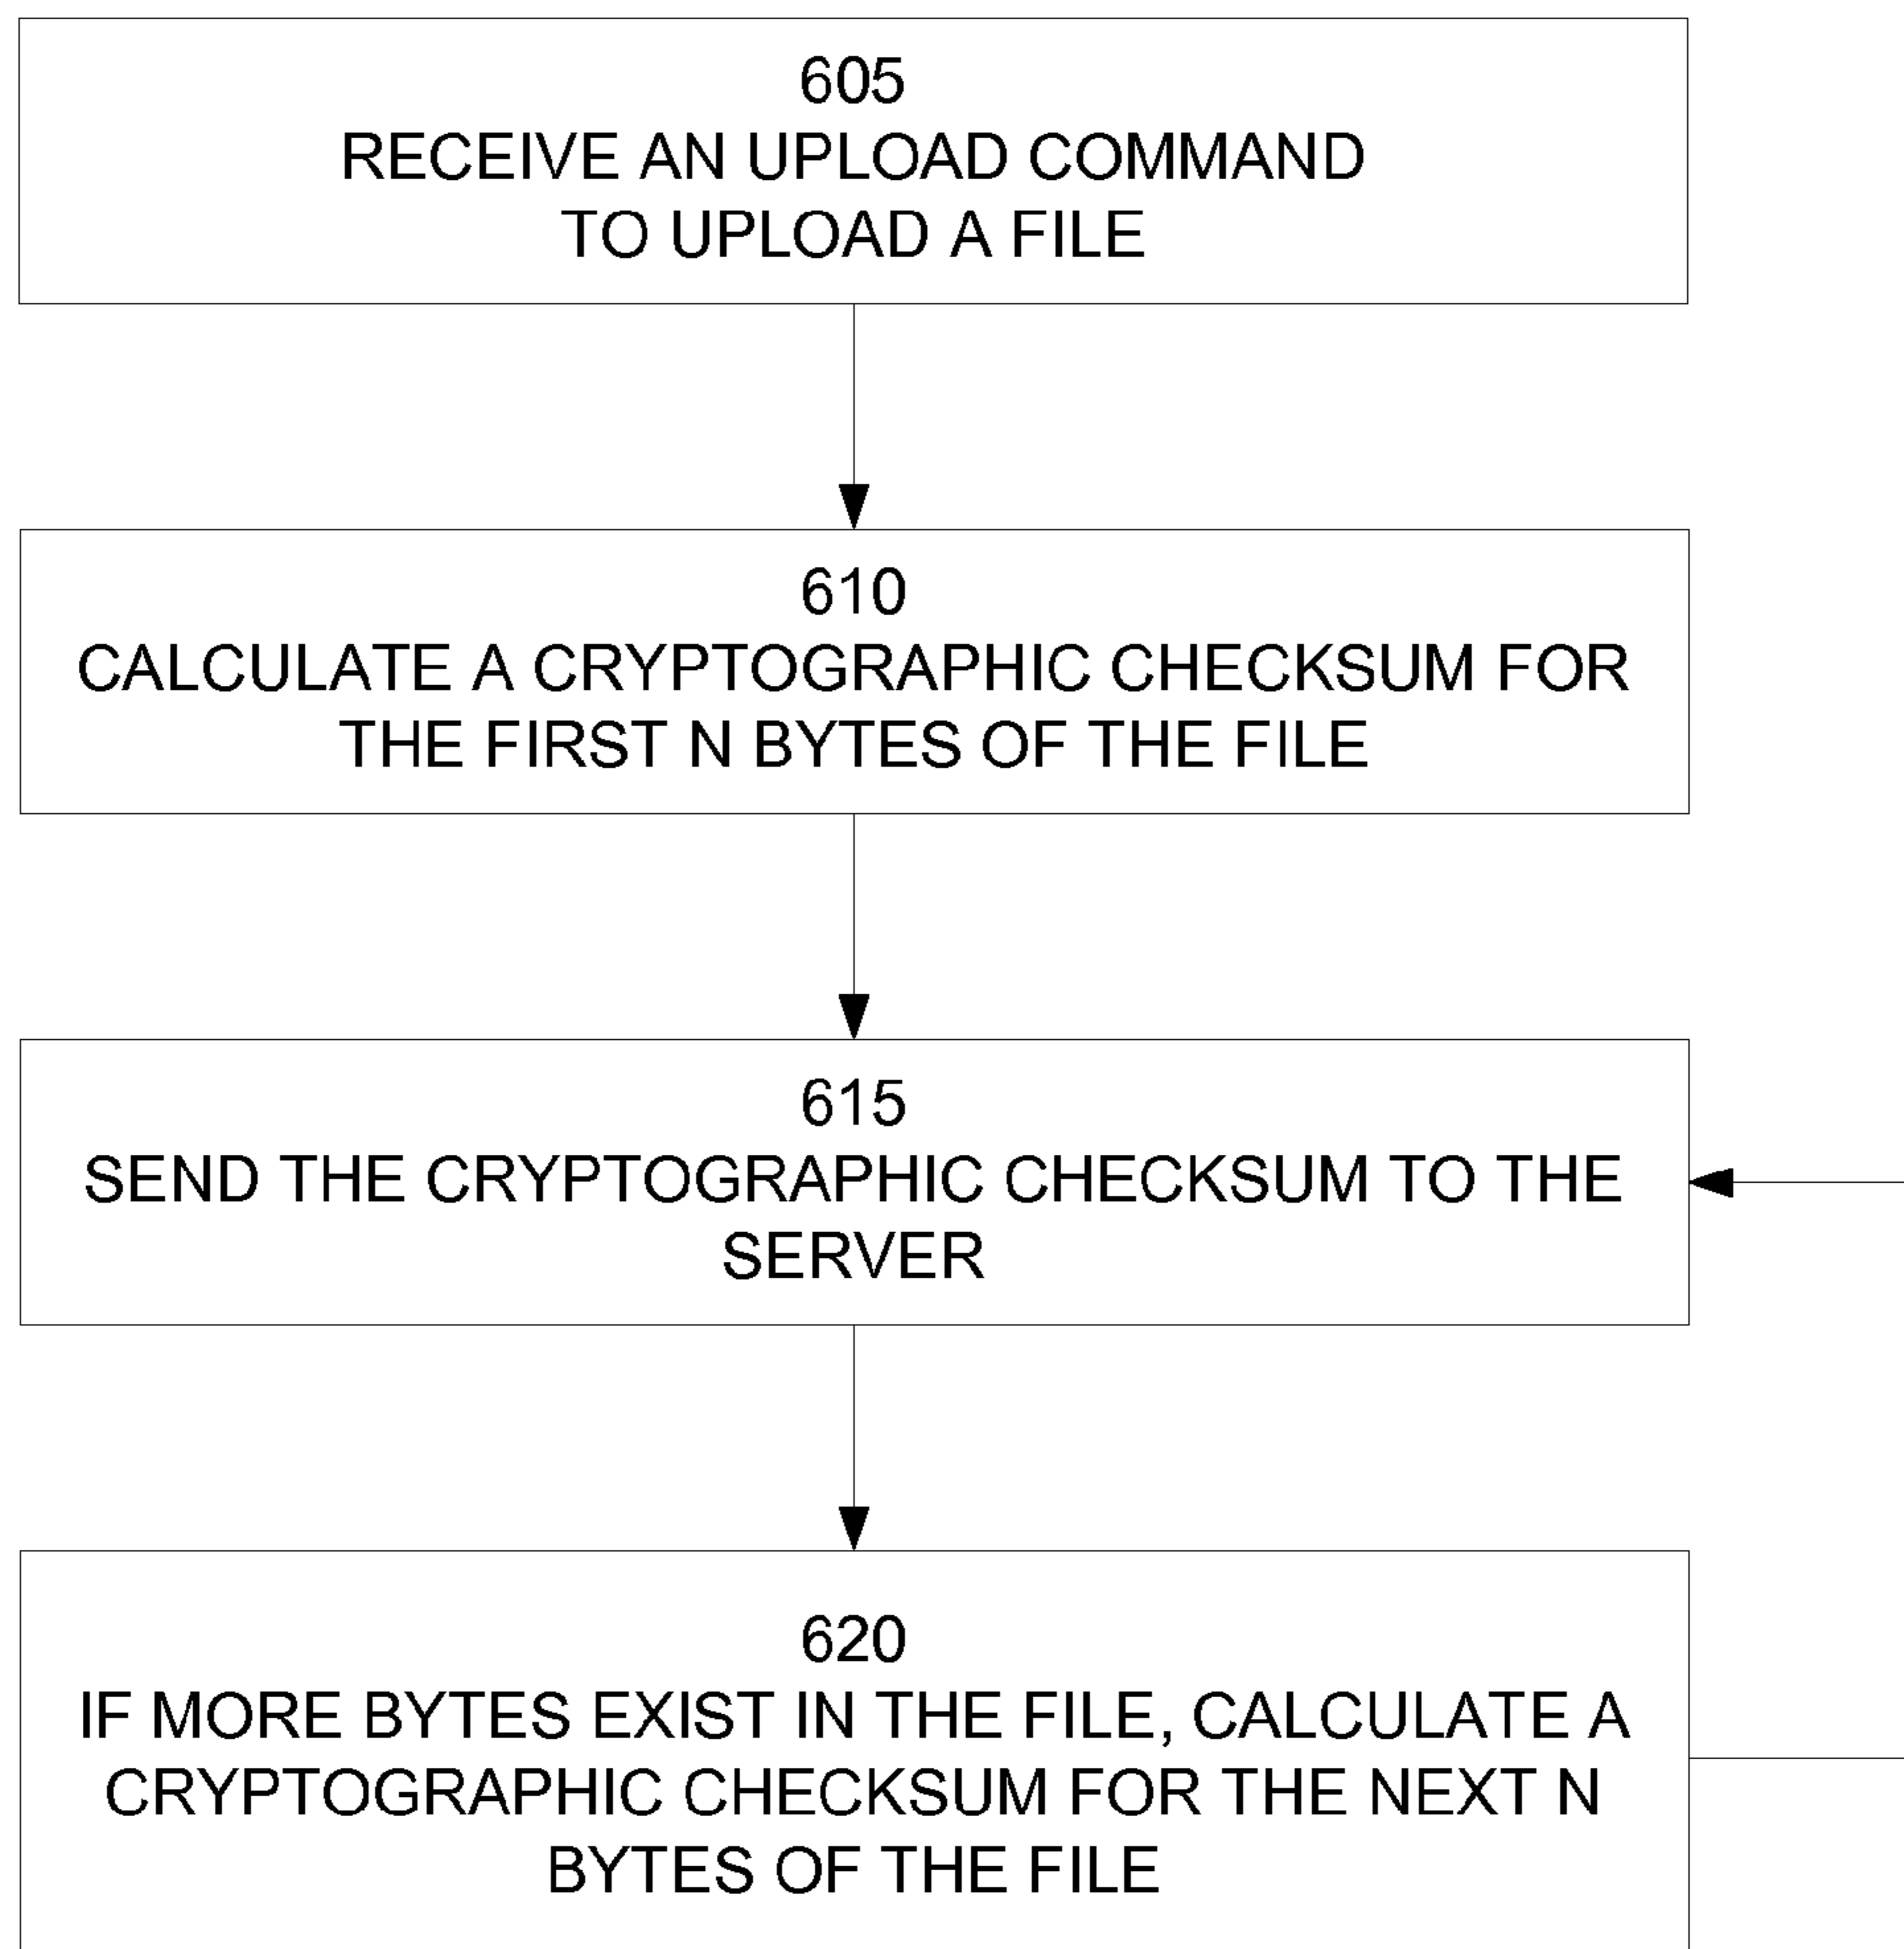 605
RECEIVE AN UPLOAD COMMAND
TO UPLOAD A FILE
610
CALCULATE A CRYPTOGRAPHIC CHECKSUM FOR
THE FIRST N BYTES OF THE FILE
615
SEND THE CRYPTOGRAPHIC CHECKSUM TO THE
SERVER
620
IF MORE BYTES EXIST IN THE FILE, CALCULATE A
CRYPTOGRAPHIC CHECKSUM FOR THE NEXT N
BYTES OF THE FILE